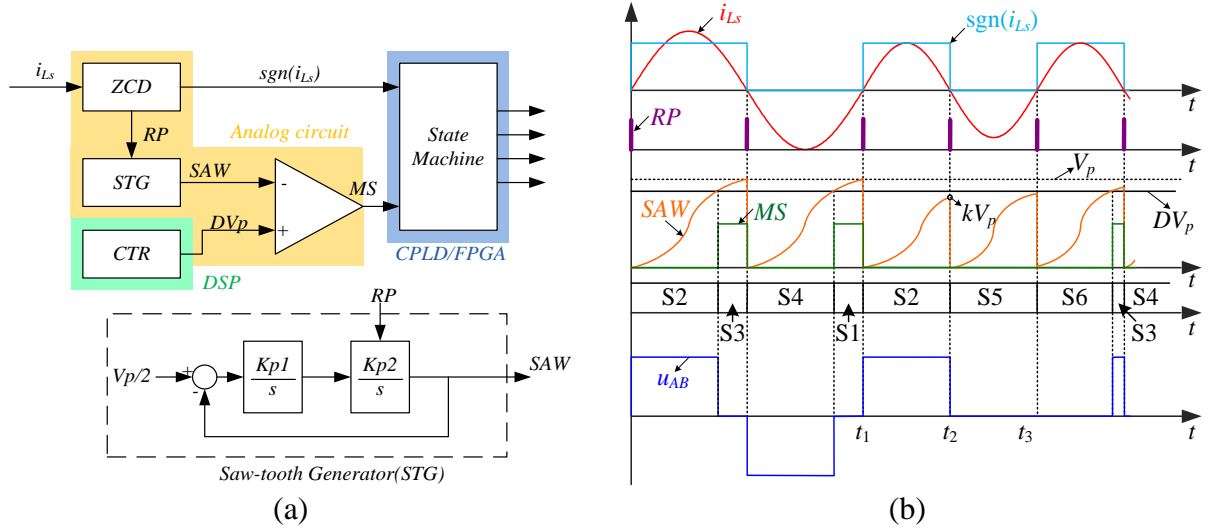 i_Ls
ZCD
sgn(i_Ls)
RP
Analog circuit
STG
SAW
-
State
Machine
MS
DVp
+
CTR
DSP
CPLD/FPGA
RP
Vp/2
+
-
Kp1
s
Kp2
s
SAW
Saw-tooth Generator(STG)
(a)
i_Ls
sgn(i_Ls)
t
RP
t
V_p
SAW
MS
kV_p
DV_p
t
S2
S4
S2
S5
S6
S4
S3
S1
S3
t
u_AB
t_1
t_2
t_3
t
(b)